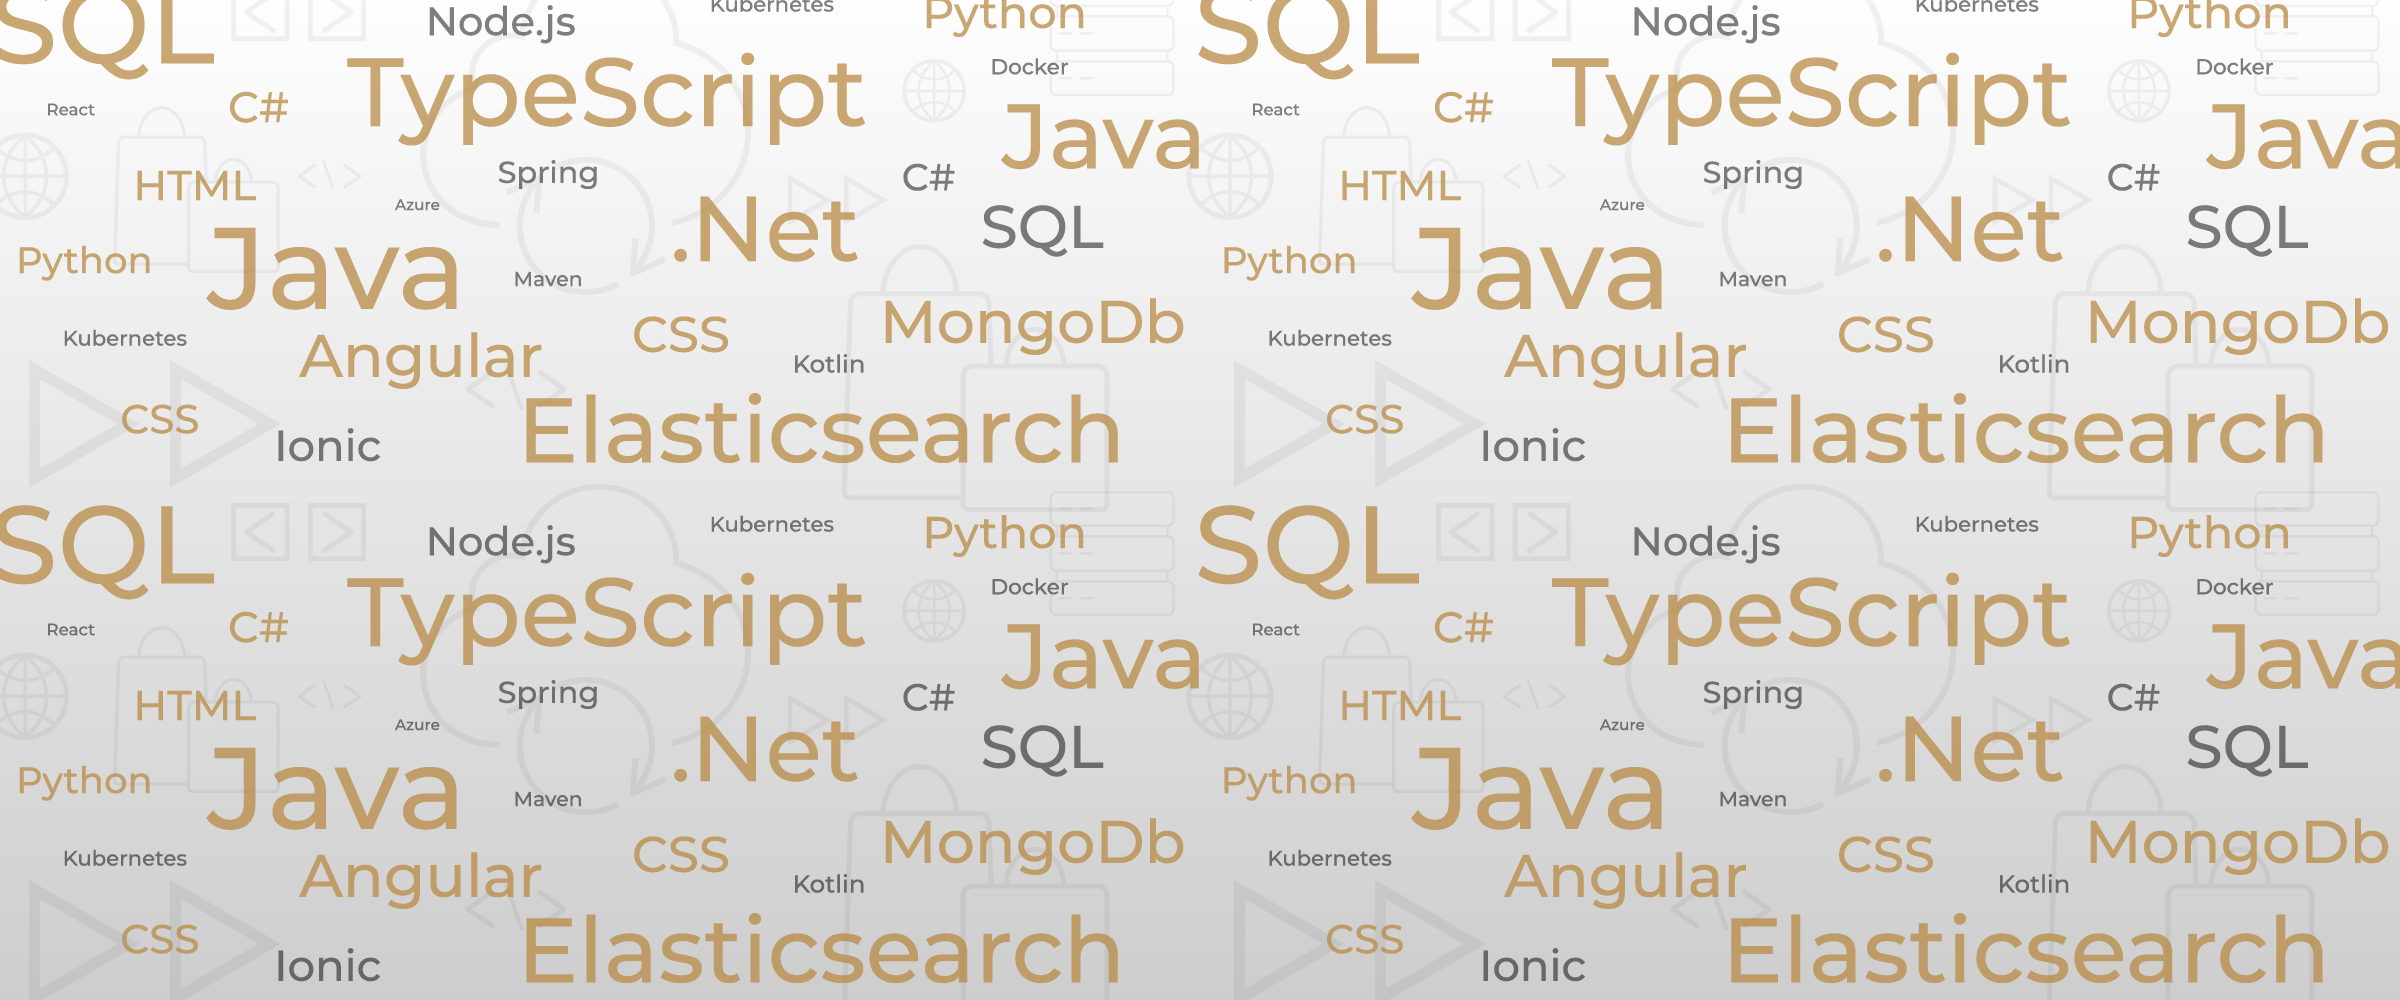 SQL Node.js Kubernetes Python SQL Node.js Kubernetes Python
TypeScript Docker TypeScript Docker
React C# Java React C# Java
HTML Spring C# HTML Spring C#
Azure .Net SQL Azure .Net SQL
Python Java Maven Python Java Maven
Kubernetes Angular CSS MongoDb Kubernetes Angular CSS MongoDb
Kotlin Kotlin
CSS Ionic Elasticsearch CSS Ionic Elasticsearch
SQL Node.js Kubernetes Python SQL Node.js Kubernetes Python
TypeScript Docker TypeScript Docker
React C# Java React C# Java
HTML Spring C# HTML Spring C#
Azure .Net SQL Azure .Net SQL
Python Java Maven Python Java Maven
Kubernetes Angular CSS MongoDb Kubernetes Angular CSS MongoDb
Kotlin Kotlin
CSS Ionic Elasticsearch CSS Ionic Elasticsearch